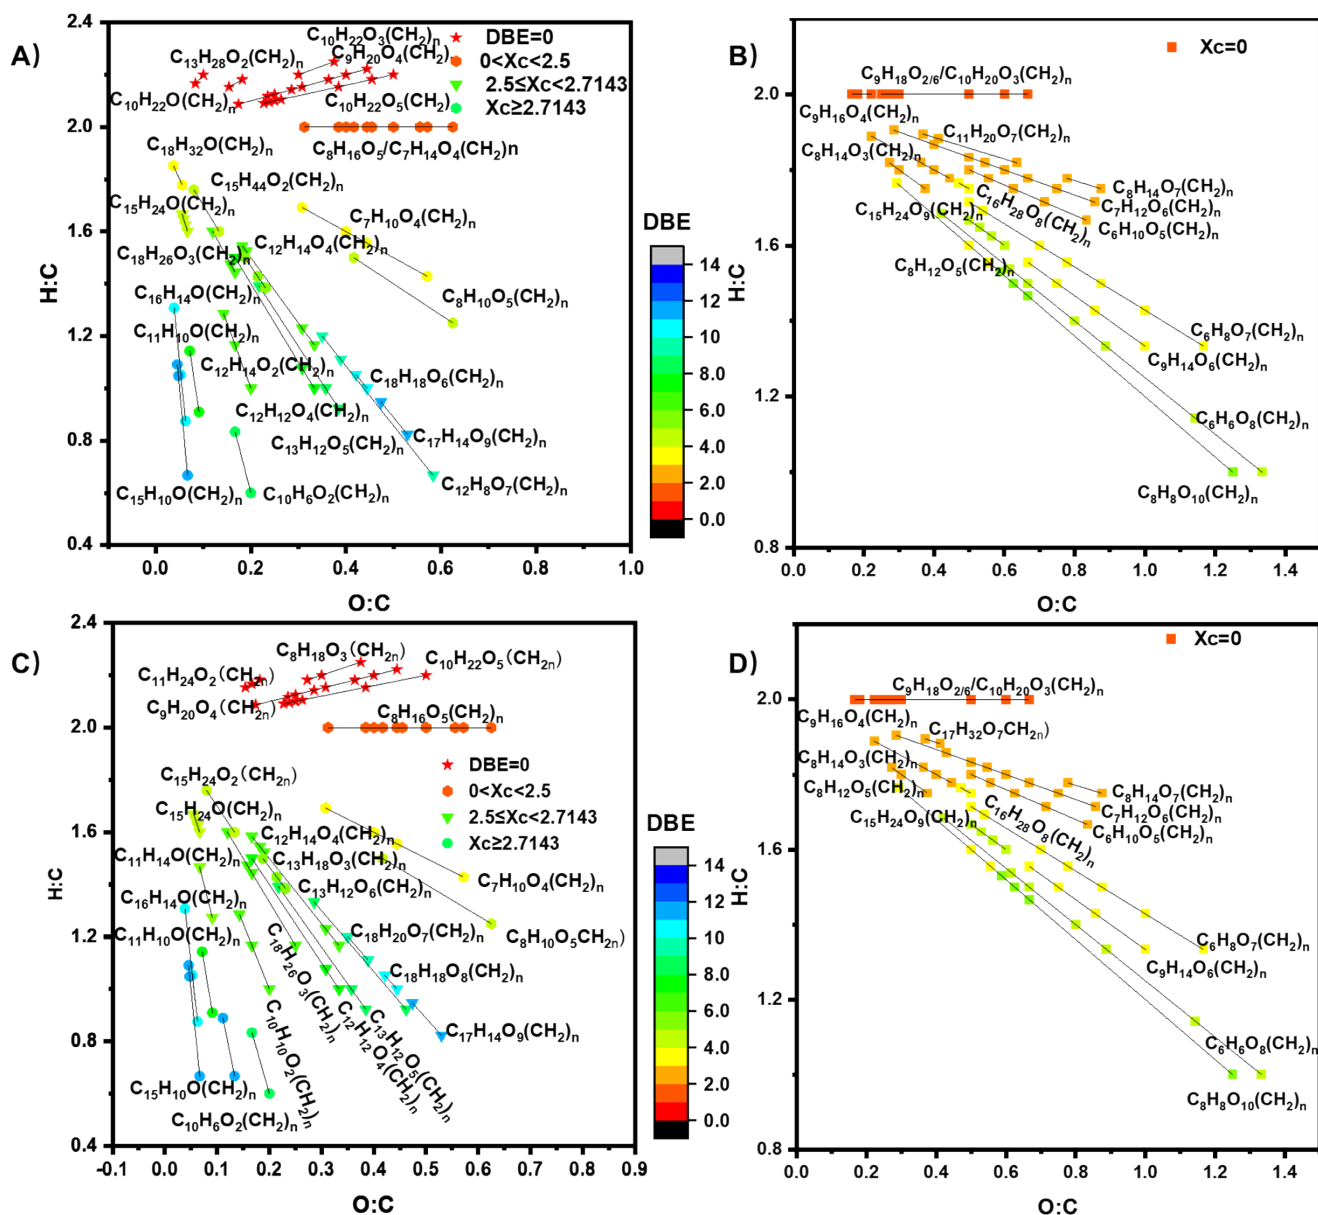 A)
H:C
2.4
2.0
1.6
1.2
0.8
0.4
0.0
0.2
0.4
0.6
0.8
1.0
O:C
DBE=0
0<Xc<2.5
2.5≤Xc<2.7143
Xc≥2.7143
C₁₀H₂₂O₃(CH₂)ₙ
C₁₃H₂₈O₂(CH₂)ₙ
C₉H₂₀O₄(CH₂)
C₁₀H₂₂O(CH₂)ₙ
C₁₀H₂₂O₅(CH₂)
C₈H₁₆O₅/C₇H₁₄O₄(CH₂)n
C₁₈H₃₂O(CH₂)ₙ
C₁₅H₄₄O₂(CH₂)ₙ
C₁₅H₂₄O(CH₂)ₙ
C₇H₁₀O₄(CH₂)ₙ
C₁₂H₁₄O₄(CH₂)ₙ
C₁₈H₂₆O₃(CH₂)ₙ
C₁₆H₁₄O(CH₂)ₙ
C₈H₁₀O₅(CH₂)ₙ
C₁₁H₁₀O(CH₂)ₙ
C₁₂H₁₄O₂(CH₂)ₙ
C₁₈H₁₈O₆(CH₂)ₙ
C₁₂H₁₂O₄(CH₂)ₙ
C₁₃H₁₂O₅(CH₂)ₙ
C₁₇H₁₄O₉(CH₂)ₙ
C₁₅H₁₀O(CH₂)ₙ
C₁₀H₆O₂(CH₂)ₙ
C₁₂H₈O₇(CH₂)ₙ
DBE
14
12
10
8.0
6.0
4.0
2.0
0.0
B)
H:C
2.0
1.6
1.2
0.8
0.0
0.2
0.4
0.6
0.8
1.0
1.2
1.4
O:C
Xc=0
C₉H₁₈O₂/₆/C₁₀H₂₀O₃(CH₂)ₙ
C₉H₁₆O₄(CH₂)ₙ
C₁₁H₂₀O₇(CH₂)ₙ
C₈H₁₄O₃(CH₂)ₙ
C₈H₁₄O₇(CH₂)ₙ
C₁₆H₂₈O₈(CH₂)ₙ
C₇H₁₂O₆(CH₂)ₙ
C₁₅H₂₄O₉(CH₂)ₙ
C₆H₁₀O₅(CH₂)ₙ
C₈H₁₂O₅(CH₂)ₙ
C₆H₈O₇(CH₂)ₙ
C₉H₁₄O₆(CH₂)ₙ
C₆H₆O₈(CH₂)ₙ
C₈H₈O₁₀(CH₂)ₙ
C)
H:C
2.4
2.0
1.6
1.2
0.8
0.4
-0.1
0.0
0.1
0.2
0.3
0.4
0.5
0.6
0.9
O:C
C₈H₁₈O₃(CH₂ₙ)
C₁₁H₂₄O₂(CH₂ₙ)
C₁₀H₂₂O₅(CH₂ₙ)
C₉H₂₀O₄(CH₂ₙ)
C₈H₁₆O₅(CH₂)ₙ
DBE=0
0<Xc<2.5
2.5≤Xc<2.7143
Xc≥2.7143
C₁₅H₂₄O₂(CH₂ₙ)
C₁₅H₂₄O(CH₂)ₙ
C₁₂H₁₄O₄(CH₂)ₙ
C₁₁H₁₄O(CH₂)ₙ
C₁₃H₁₈O₃(CH₂)ₙ
C₇H₁₀O₄(CH₂)ₙ
C₁₃H₁₂O₆(CH₂)ₙ
C₁₆H₁₄O(CH₂)ₙ
C₁₁H₁₀O(CH₂)ₙ
C₁₈H₂₀O₇(CH₂)ₙ
C₈H₁₀O₅CH₂ₙ)
C₁₈H₁₈O₈(CH₂)ₙ
C₁₈H₂₆O₃(CH₂)ₙ
C₁₀H₁₀O₂(CH₂)ₙ
C₁₂H₁₂O₄(CH₂)ₙ
C₁₃H₁₂O₅(CH₂)ₙ
C₁₇H₁₄O₉(CH₂)ₙ
C₁₅H₁₀O(CH₂)ₙ
C₁₀H₆O₂(CH₂)ₙ
DBE
14
12
10
8.0
6.0
4.0
2.0
0.0
D)
H:C
2.0
1.6
1.2
0.8
0.0
0.2
0.4
0.6
0.8
1.0
1.2
1.4
O:C
Xc=0
C₉H₁₈O₂/₆/C₁₀H₂₀O₃(CH₂)ₙ
C₉H₁₆O₄(CH₂)ₙ
C₁₇H₃₂O₇CH₂ₙ)
C₈H₁₄O₃(CH₂)ₙ
C₈H₁₂O₅(CH₂)ₙ
C₈H₁₄O₇(CH₂)ₙ
C₁₅H₂₄O₉(CH₂)ₙ
C₁₆H₂₈O₈(CH₂)ₙ
C₇H₁₂O₆(CH₂)ₙ
C₆H₁₀O₅(CH₂)ₙ
C₆H₈O₇(CH₂)ₙ
C₉H₁₄O₆(CH₂)ₙ
C₆H₆O₈(CH₂)ₙ
C₈H₈O₁₀(CH₂)ₙ